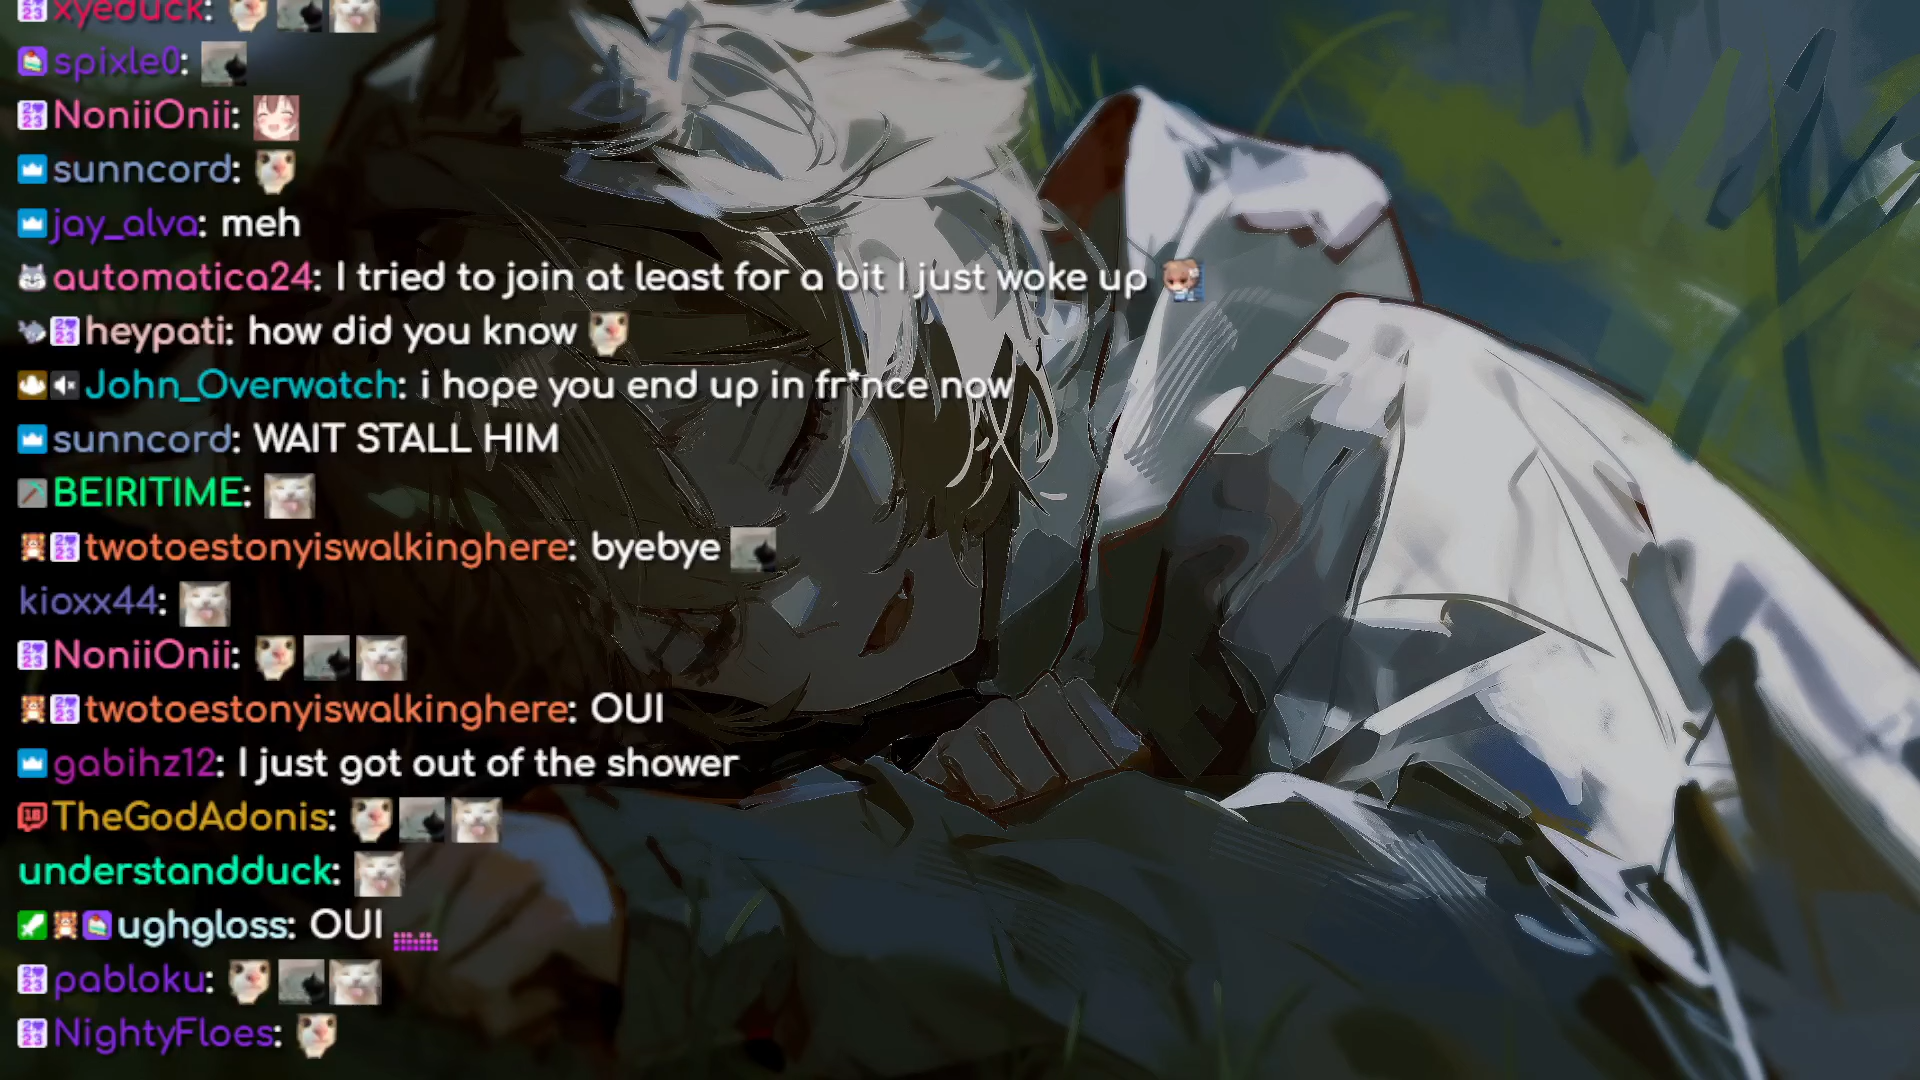 xyeduck:
spixle0:
NoniiOnii:
sunncord:
jay_alva: meh
automatica24: I tried to join at least for a bit I just woke up
heypati: how did you know
John_Overwatch: i hope you end up in fr*nce now
sunncord: WAIT STALL HIM
BEIRITIME:
twotoestonyiswalkinghere: byebye
kioxx44:
NoniiOnii:
twotoestonyiswalkinghere: OUI
gabihz12: I just got out of the shower
TheGodAdonis:
understandduck:
ughgloss: OUI
pabloku:
NightyFloes: